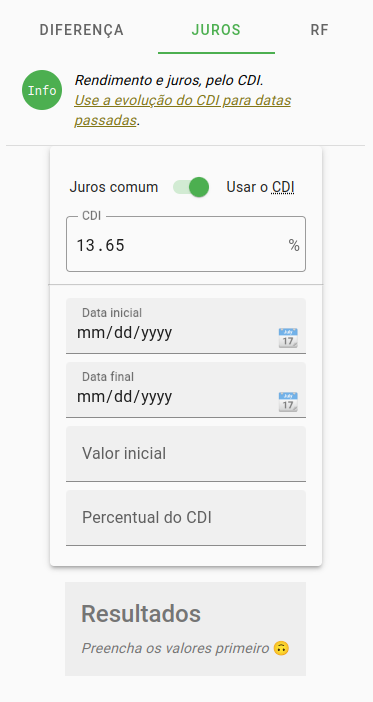 DIFERENÇA JUROS RF
Info
Rendimento e juros, pelo CDI.
Use a evolução do CDI para datas
passadas.
Juros comum Usar o CDI
CDI
13.65 %
Data inicial
mm/dd/yyyy 17
Data final
mm/dd/yyyy 17
Valor inicial
Percentual do CDI
Resultados
Preencha os valores primeiro 🙃